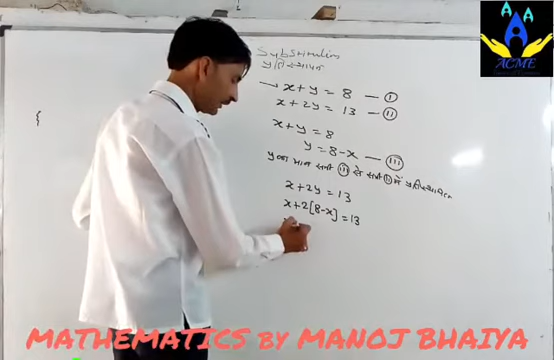 Substitution
प्रतिस्थापन
→ x + y = 8 — (I)
x + 2y = 13 — (II)
x + y = 8
y = 8 - x — (III)
y का मान समी (III) से समी (II) में प्रतिस्थापित
x + 2y = 13
x + 2[8 - x] = 13
{
A
A A
ACME
MATHEMATICS BY MANOJ BHAIYA